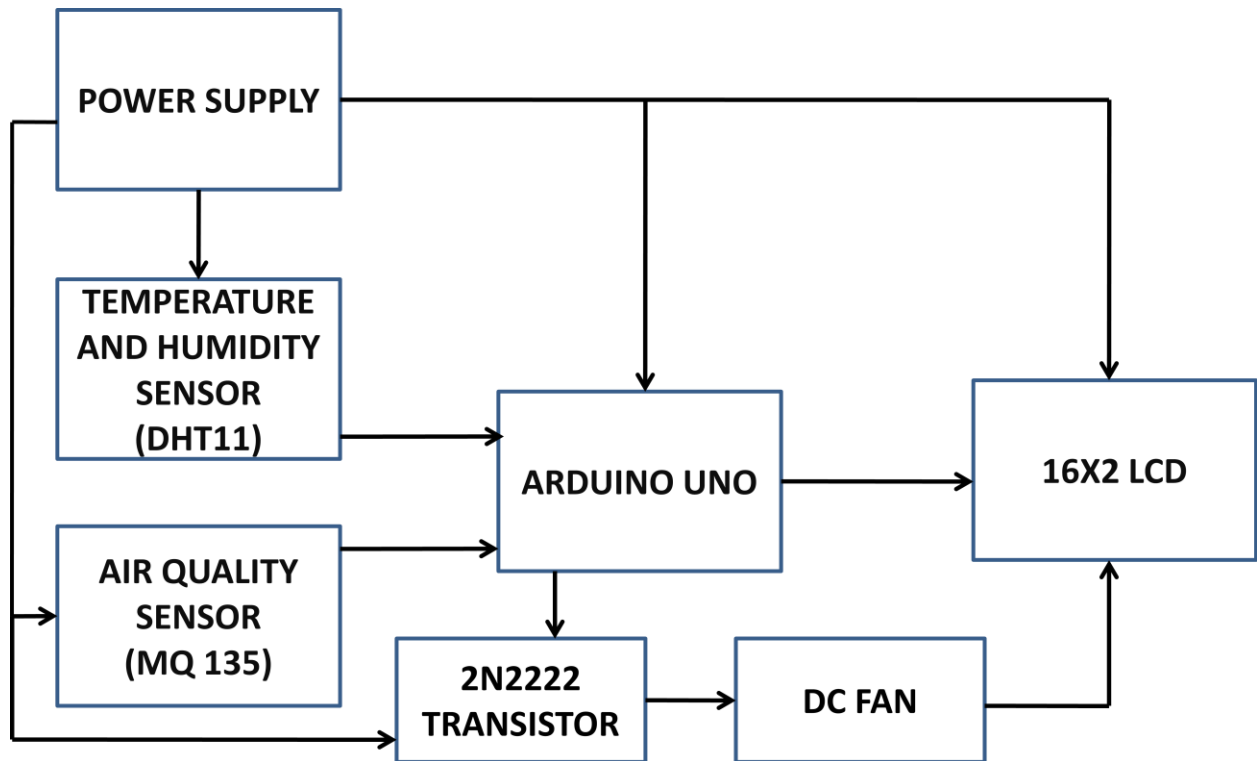 POWER SUPPLY
TEMPERATURE
AND HUMIDITY
SENSOR
(DHT11)
ARDUINO UNO
16X2 LCD
AIR QUALITY
SENSOR
(MQ 135)
2N2222
TRANSISTOR
DC FAN